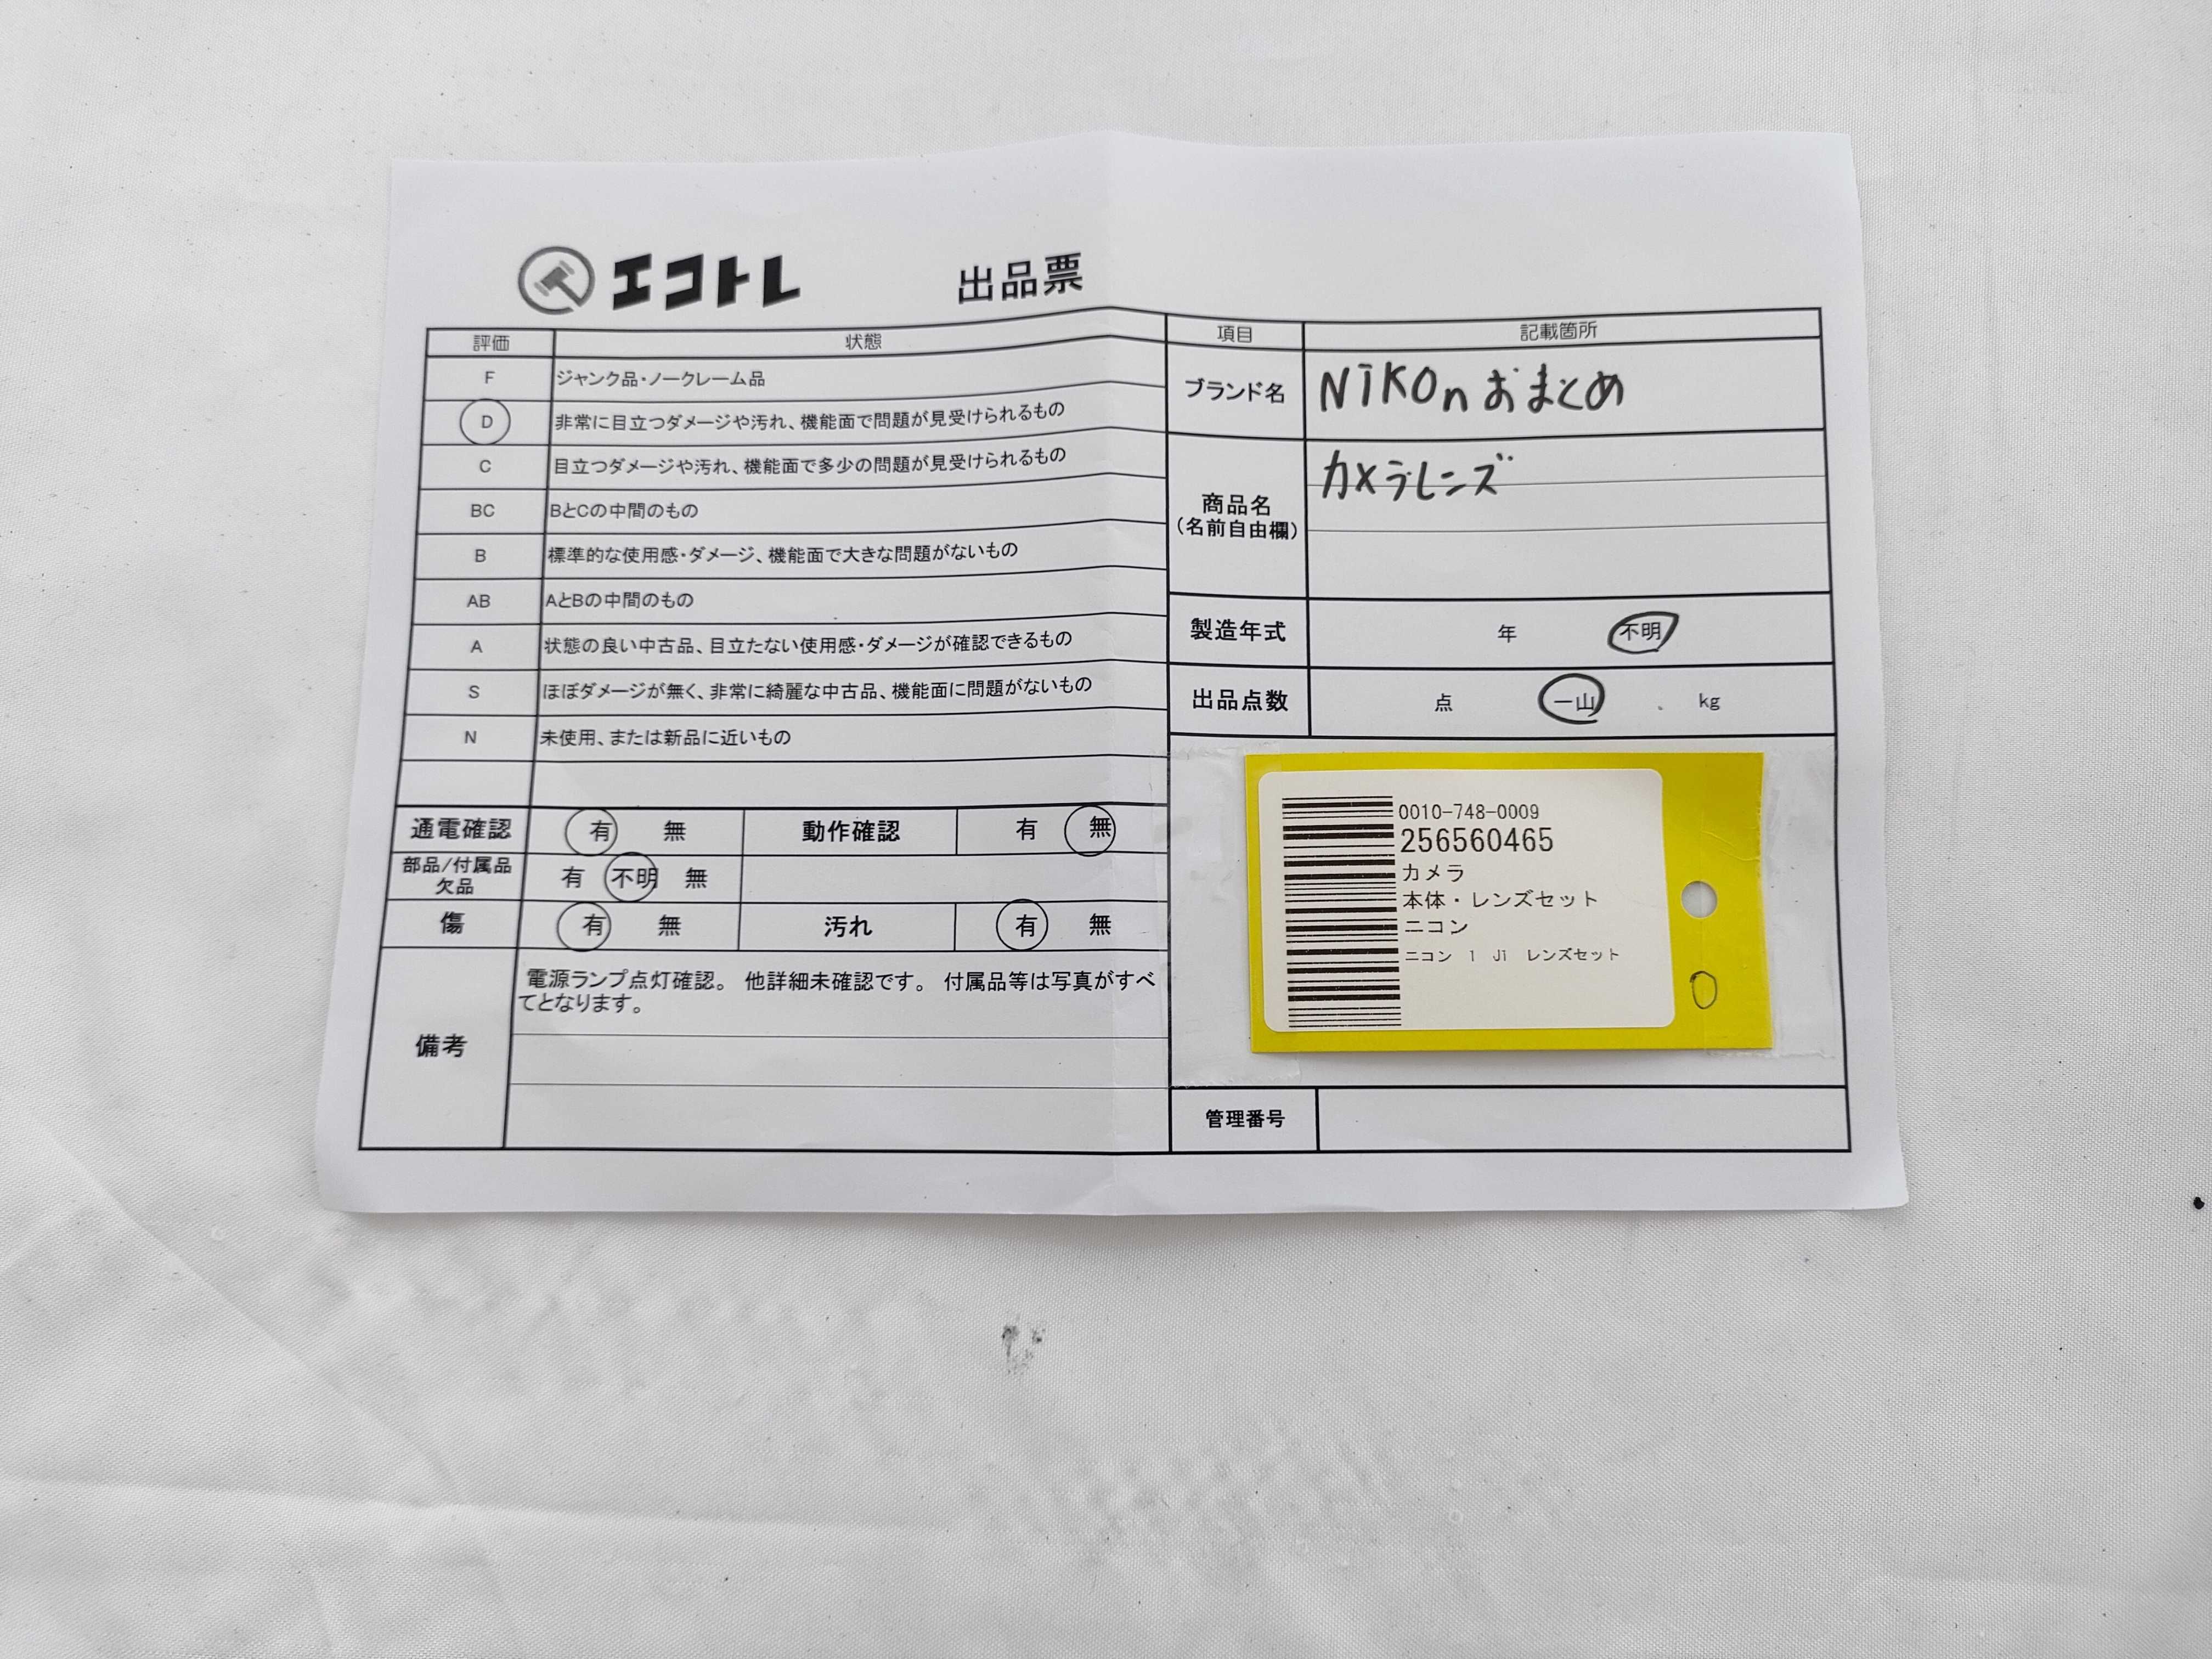 エコトレ 出品票
評価 状態
F ジャンク品・ノークレーム品
D 非常に目立つダメージや汚れ、機能面で問題が見受けられるもの
C 目立つダメージや汚れ、機能面で多少の問題が見受けられるもの
BC BとCの中間のもの
B 標準的な使用感・ダメージ、機能面で大きな問題がないもの
AB AとBの中間のもの
A 状態の良い中古品、目立たない使用感・ダメージが確認できるもの
S ほぼダメージが無く、非常に綺麗な中古品、機能面に問題がないもの
N 未使用、または新品に近いもの
通電確認 有 無 動作確認 有 無
部品/付属品
欠品 有 不明 無
傷 有 無 汚れ 有 無
備考
電源ランプ点灯確認。 他詳細未確認です。 付属品等は写真がすべ
てとなります。
項目 記載箇所
ブランド名 NIKOnおまとめ
商品名
(名前自由欄)
カメラレンズ
製造年式 年 不明
出品点数 点 一山 . kg
0010-748-0009
256560465
カメラ
本体・レンズセット
ニコン
ニコン 1 J1 レンズセット
0
管理番号